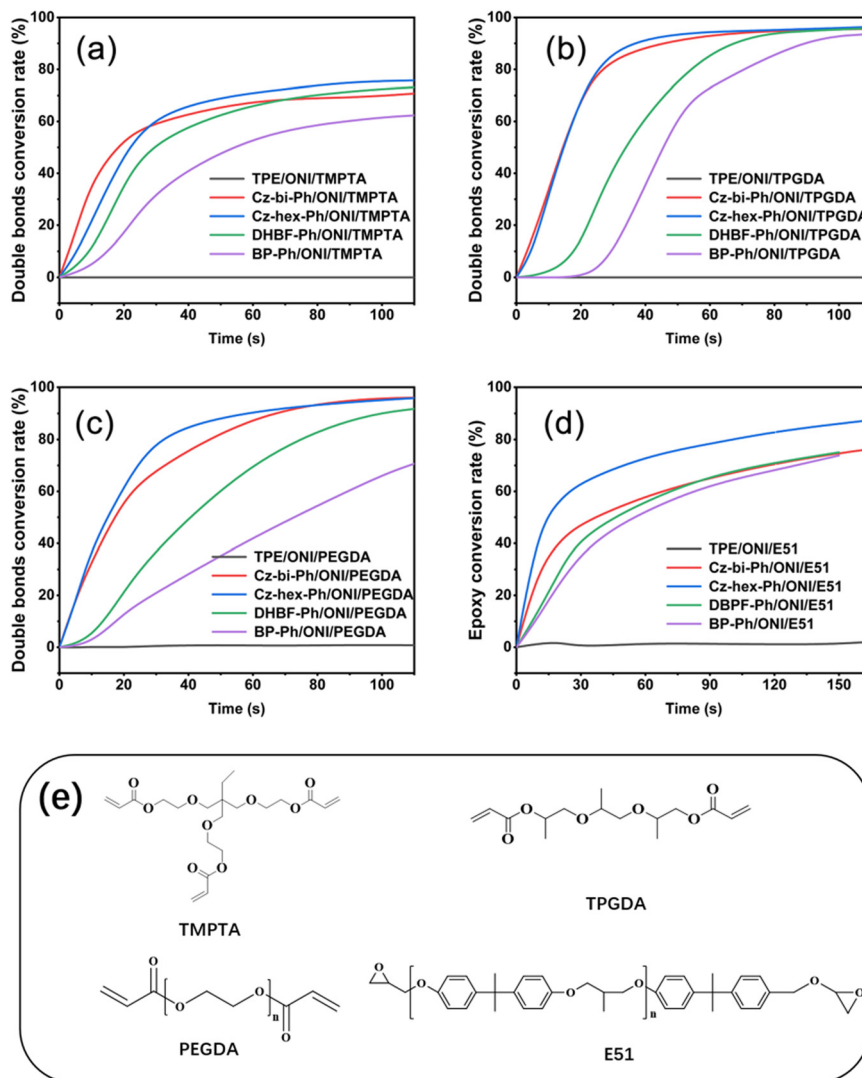 (a)
Double bonds conversion rate (%)
100
80
60
40
20
0
TPE/ONI/TMPTA
Cz-bi-Ph/ONI/TMPTA
Cz-hex-Ph/ONI/TMPTA
DHBF-Ph/ONI/TMPTA
BP-Ph/ONI/TMPTA
0 20 40 60 80 100
Time (s)
(b)
Double bonds conversion rate (%)
100
80
60
40
20
0
TPE/ONI/TPGDA
Cz-bi-Ph/ONI/TPGDA
Cz-hex-Ph/ONI/TPGDA
DHBF-Ph/ONI/TPGDA
BP-Ph/ONI/TPGDA
0 20 40 60 80 100
Time (s)
(c)
Double bonds conversion rate (%)
100
80
60
40
20
0
TPE/ONI/PEGDA
Cz-bi-Ph/ONI/PEGDA
Cz-hex-Ph/ONI/PEGDA
DHBF-Ph/ONI/PEGDA
BP-Ph/ONI/PEGDA
0 20 40 60 80 100
Time (s)
(d)
Epoxy conversion rate (%)
100
80
60
40
20
0
TPE/ONI/E51
Cz-bi-Ph/ONI/E51
Cz-hex-Ph/ONI/E51
DBPF-Ph/ONI/E51
BP-Ph/ONI/E51
0 30 60 90 120 150
Time (s)
(e)
O O O O O
O
O
O O
TMPTA
O O O O
O O
TPGDA
O
O O
n
O
PEGDA
O O O O O O
n
E51